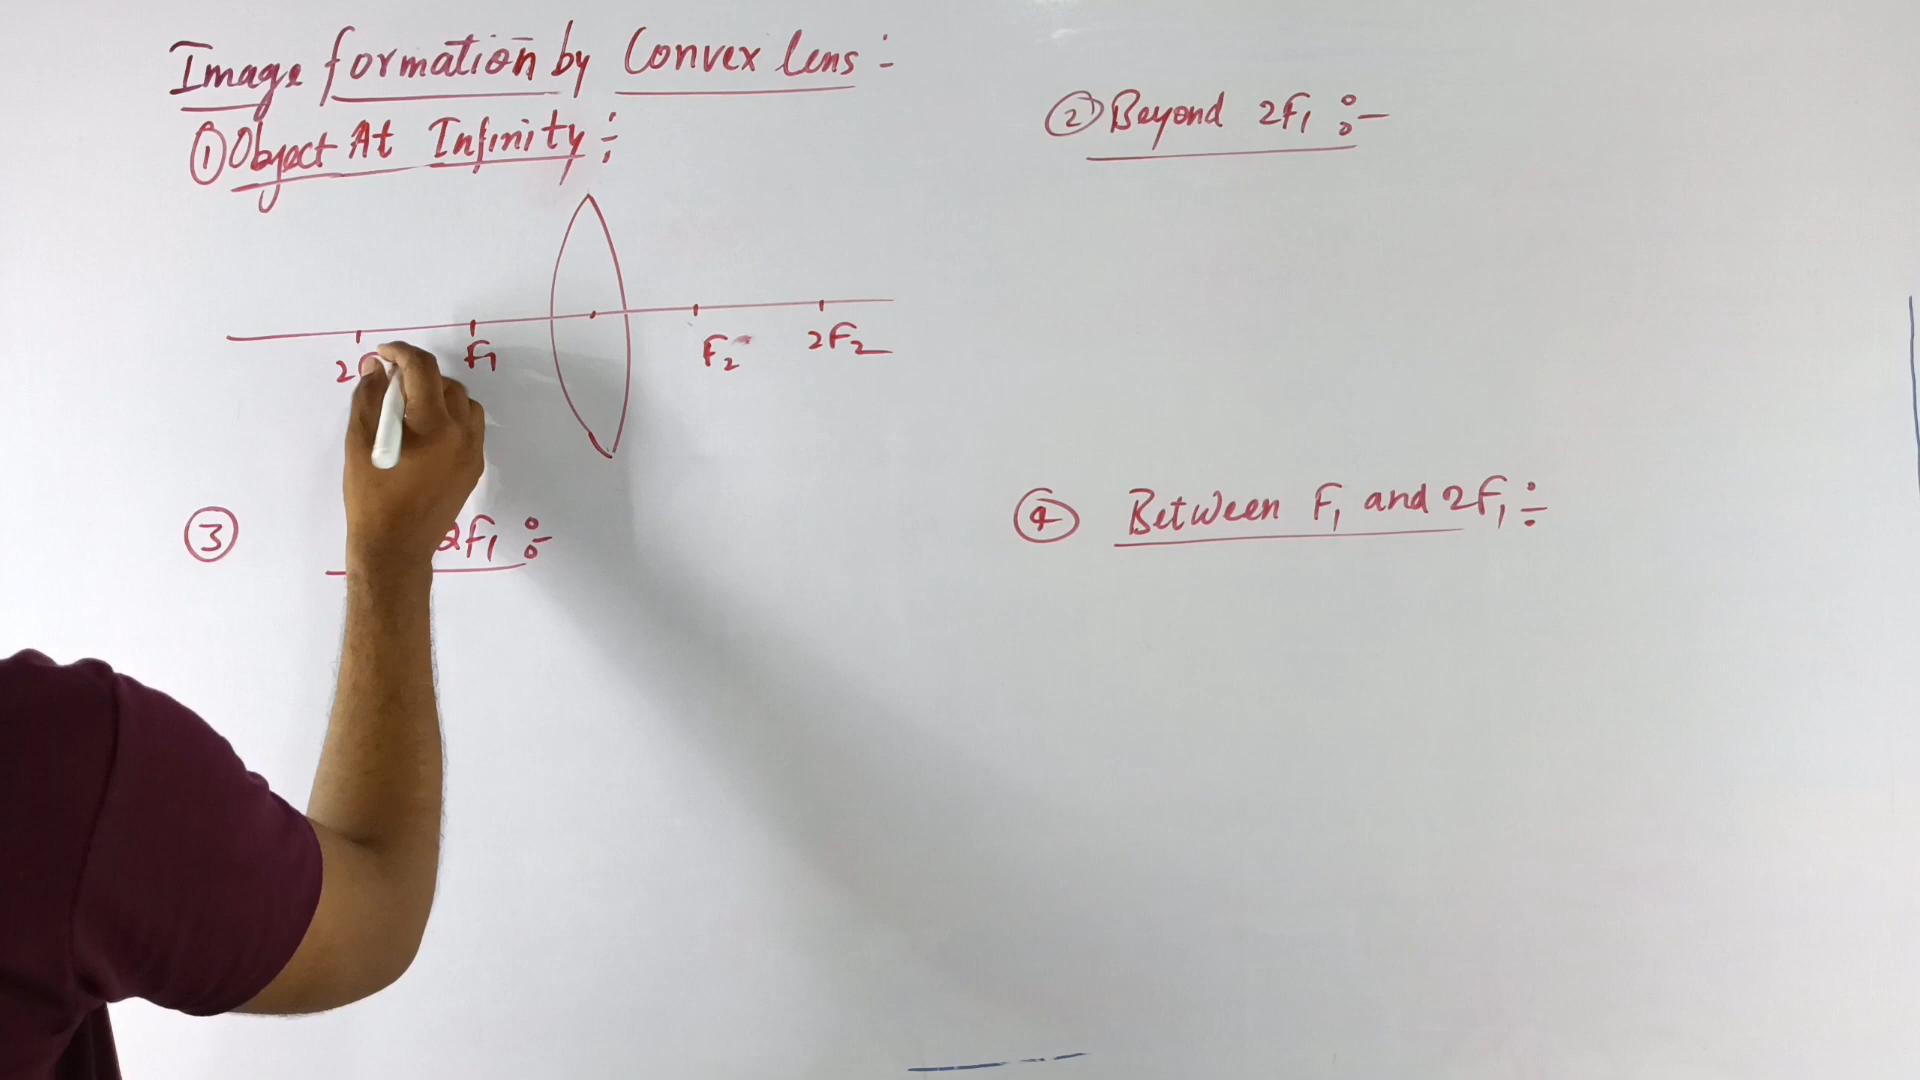 Image formation by Convex lens :-
① Object At Infinity :-
② Beyond 2F₁ :-
F₁
F₂
2F₂
2
③
2F₁ :-
④ Between F₁ and 2F₁ :-